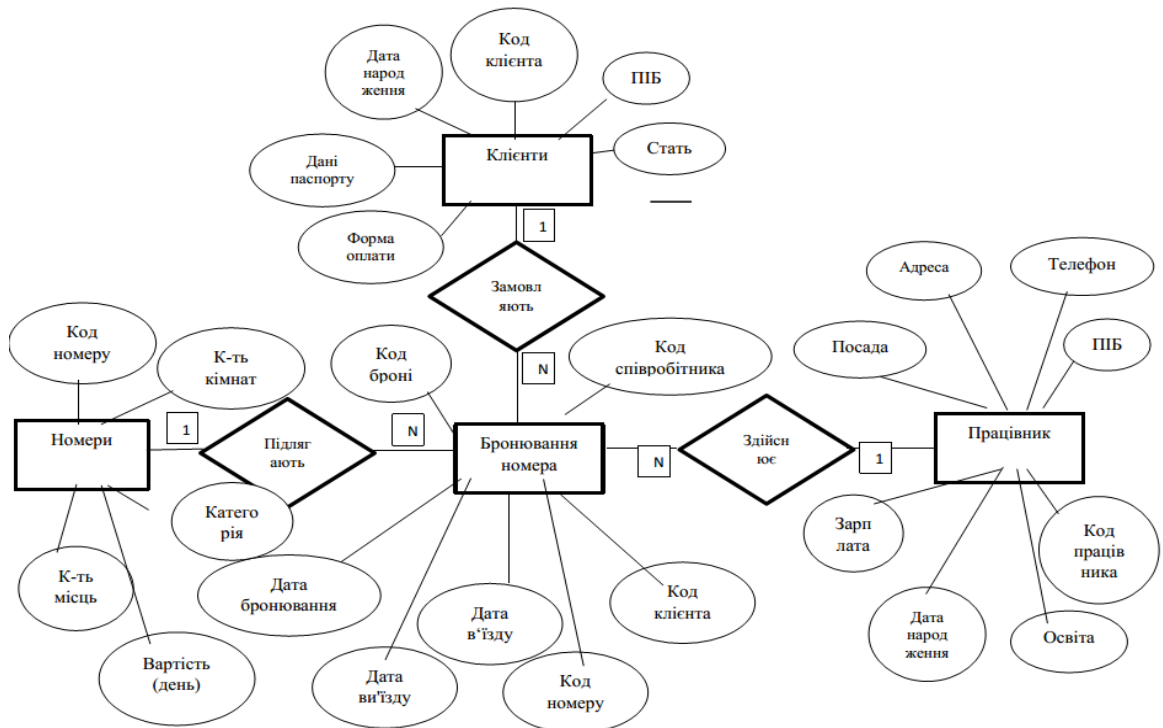 Код
клієнта
Дата
народ
ження
ПІБ
Клієнти
Стать
Дані
паспорту
1
Форма
оплати
Замовл
яють
Адреса
Телефон
Код
номеру
К-ть
кімнат
Код
броні
N
Код
співробітника
Посада
ПІБ
Номери
1
Підляг
ають
N
Бронювання
номера
N
Здійсн
ює
1
Працівник
Катего
рія
Зарп
лата
Код
праців
ника
К-ть
місць
Дата
бронювання
Дата
в‘їзду
Код
клієнта
Дата
народ
ження
Освіта
Вартість
(день)
Дата
ви'їзду
Код
номеру